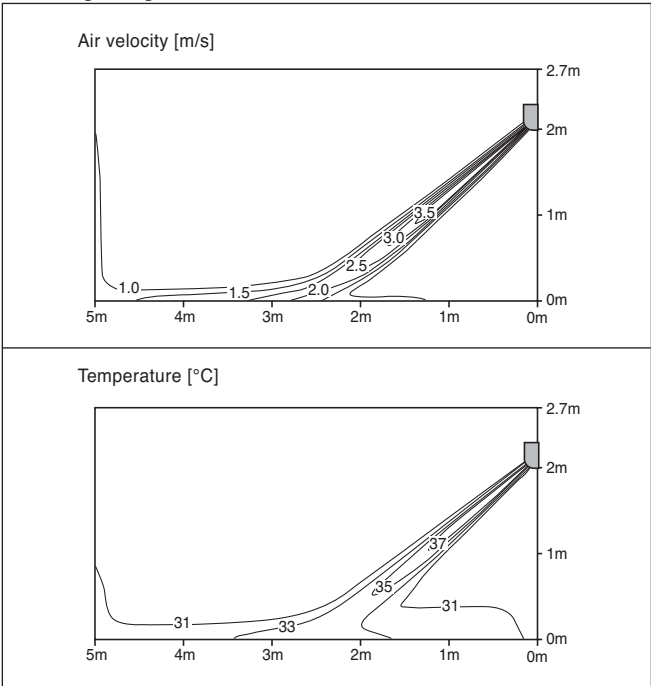 Air velocity [m/s]
2.7m
2m
3.5
1m
3.0
2.5
1.0
1.5
2.0
0m
5m 4m 3m 2m 1m 0m
Temperature [°C]
2.7m
2m
37
1m
35
31
31
33
0m
5m 4m 3m 2m 1m 0m